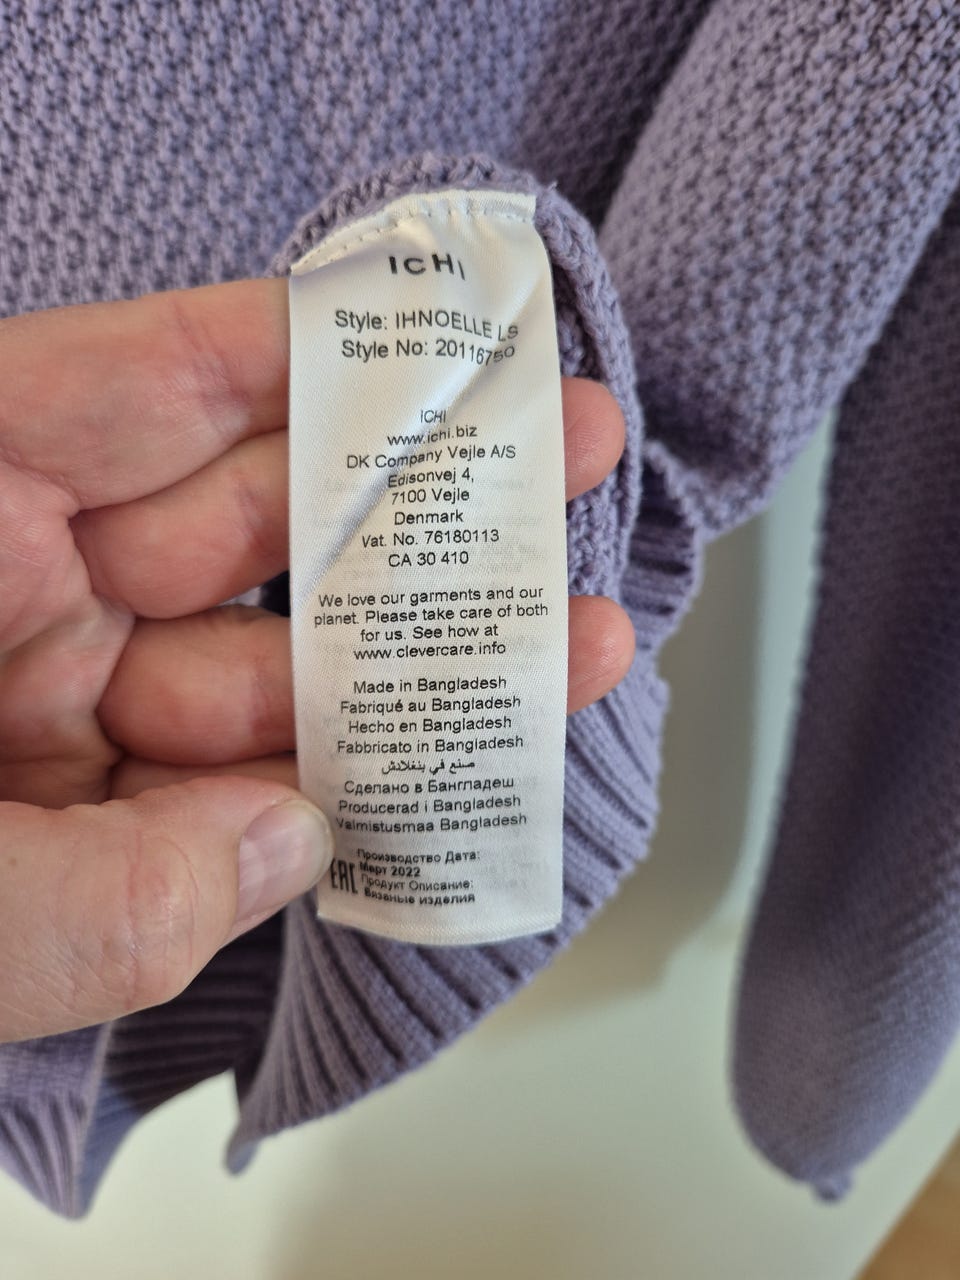 ICHI
Style: IHNOELLE LS
Style No: 20116750
ICHI
www.ichi.biz
DK Company Vejle A/S
Edisonvej 4,
7100 Vejle
Denmark
Vat. No. 76180113
CA 30 410
We love our garments and our
planet. Please take care of both
for us. See how at
www.clevercare.info
Made in Bangladesh
Fabriqué au Bangladesh
Hecho en Bangladesh
Fabbricato in Bangladesh
صنع في بنغلادش
Сделано в Бангладеш
Producerad i Bangladesh
Valmistusmaa Bangladesh
Производство Дата:
Март 2022
EAC
Продукт Описание:
Вязаные изделия